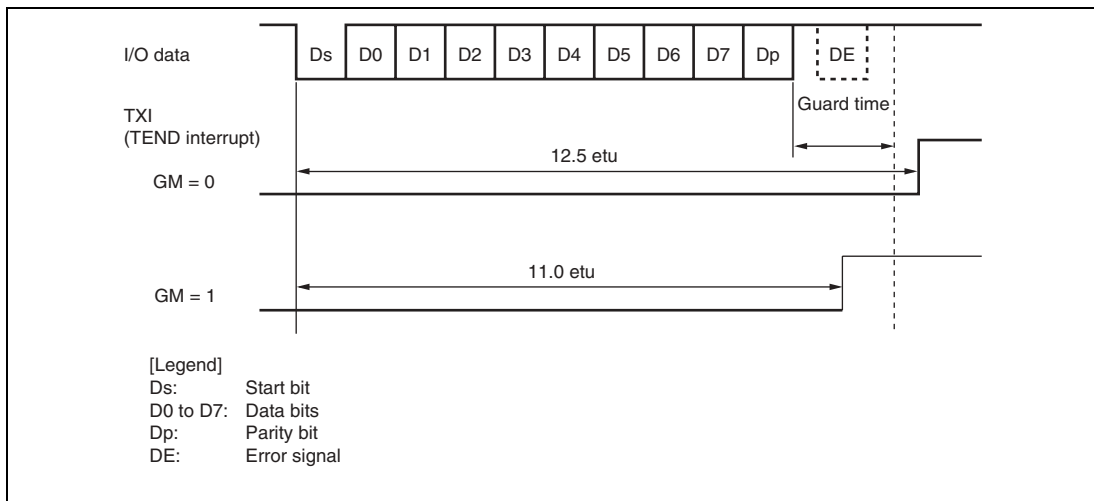 I/O data
Ds D0 D1 D2 D3 D4 D5 D6 D7 Dp DE
Guard time
TXI
(TEND interrupt)
12.5 etu
GM = 0
11.0 etu
GM = 1
[Legend]
Ds: Start bit
D0 to D7: Data bits
Dp: Parity bit
DE: Error signal